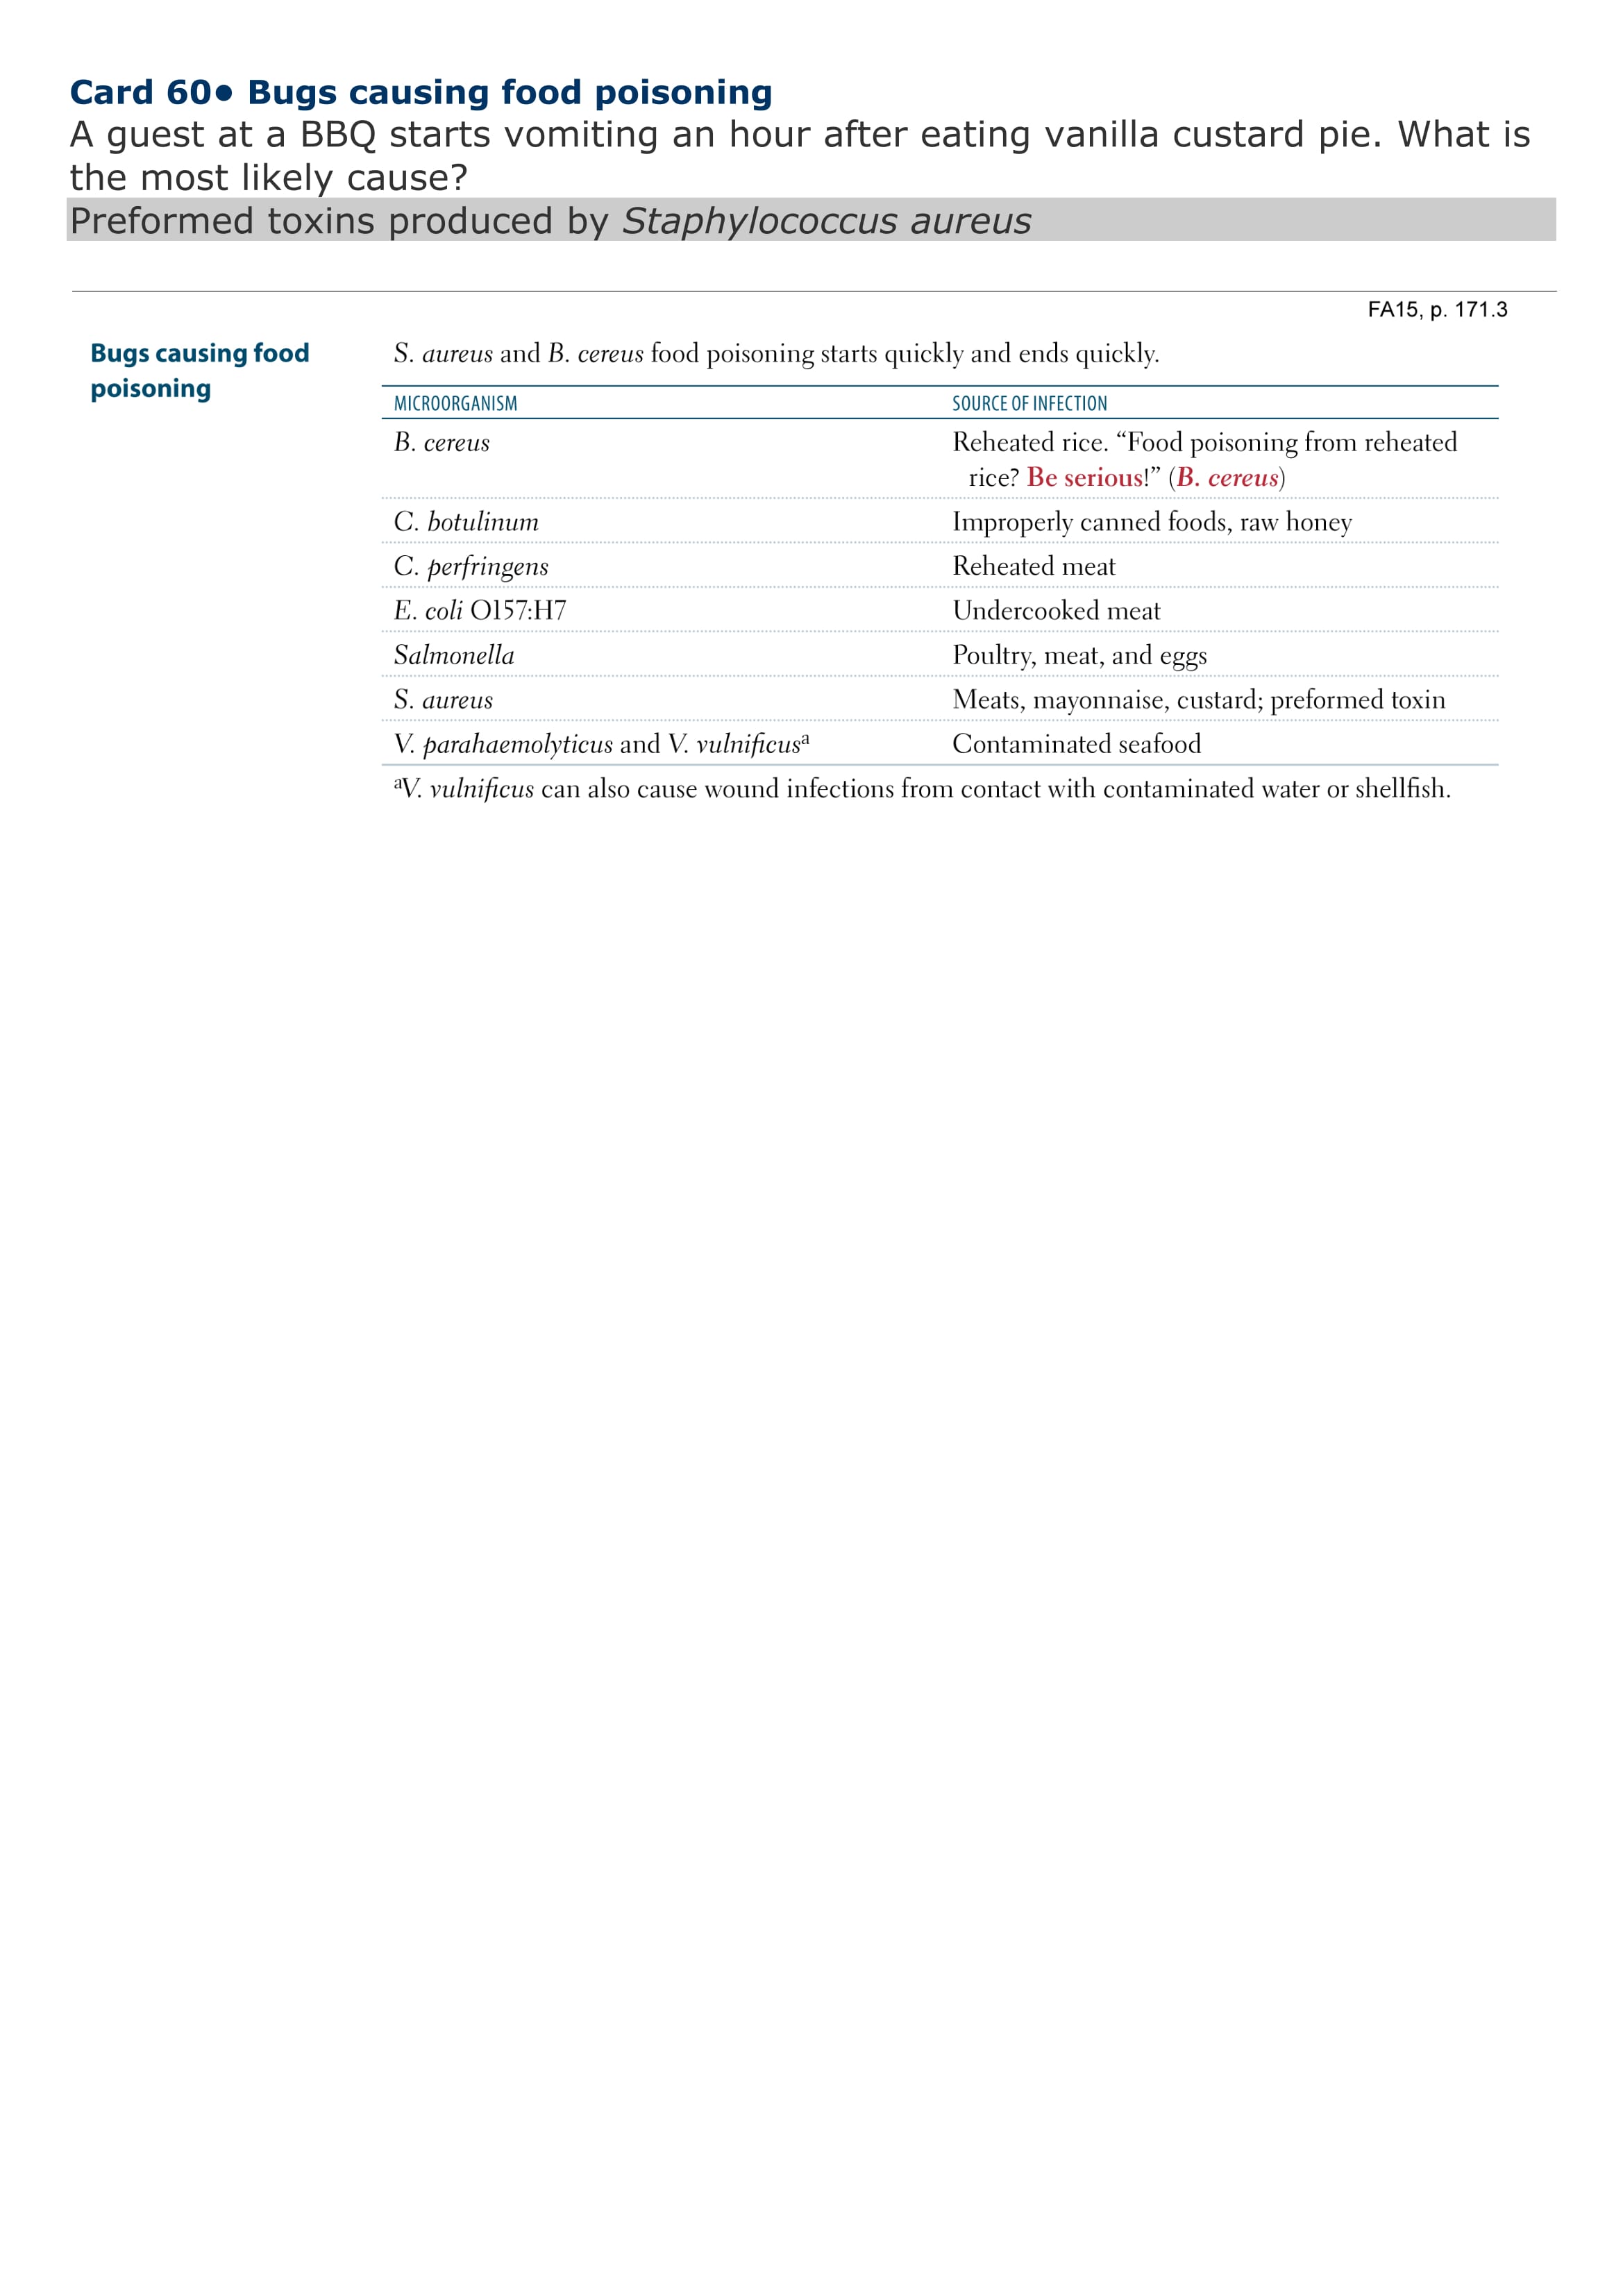 Card 60● Bugs causing food poisoning
A guest at a BBQ starts vomiting an hour after eating vanilla custard pie. What is
the most likely cause?
Preformed toxins produced by Staphylococcus aureus
FA15, p. 171.3
Bugs causing food
poisoning
S. aureus and B. cereus food poisoning starts quickly and ends quickly.
MICROORGANISM SOURCE OF INFECTION
B. cereus Reheated rice. “Food poisoning from reheated
rice? Be serious!” (B. cereus)
C. botulinum Improperly canned foods, raw honey
C. perfringens Reheated meat
E. coli O157:H7 Undercooked meat
Salmonella Poultry, meat, and eggs
S. aureus Meats, mayonnaise, custard; preformed toxin
V. parahaemolyticus and V. vulnificusᵃ Contaminated seafood
ᵃV. vulnificus can also cause wound infections from contact with contaminated water or shellfish.